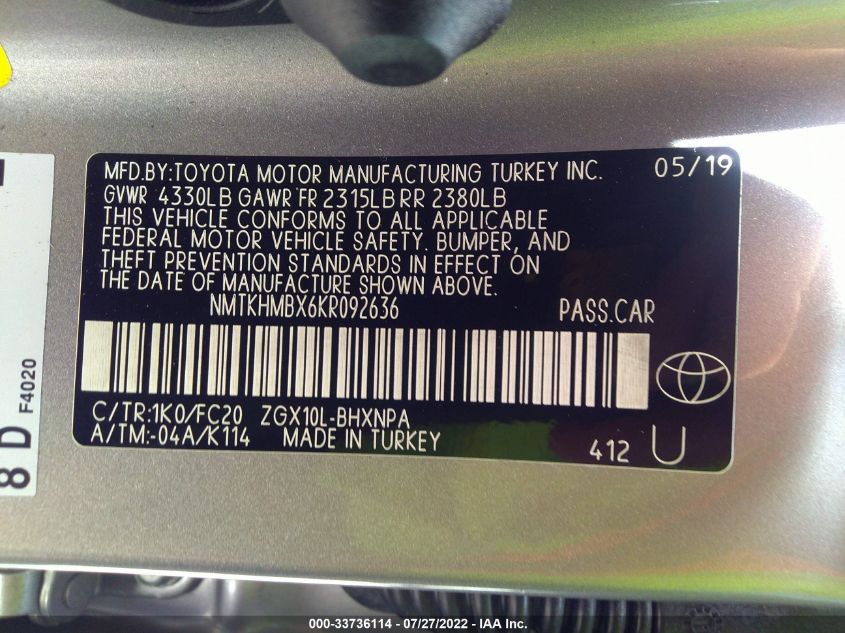 MFD.BY:TOYOTA MOTOR MANUFACTURING TURKEY INC. 05/19
GVWR 4330LB GAWR FR 2315LB RR 2380LB
THIS VEHICLE CONFORMS TO ALL APPLICABLE
FEDERAL MOTOR VEHICLE SAFETY. BUMPER, AND
THEFT PREVENTION STANDARDS IN EFFECT ON
THE DATE OF MANUFACTURE SHOWN ABOVE.
NMTKHMBX6KR092636 PASS.CAR
C/TR:1K0/FC20 ZGX10L-BHXNPA
A/TM:-04A/K114 MADE IN TURKEY 412 U
8 D F4020
000-33736114 - 07/27/2022 - IAA Inc.